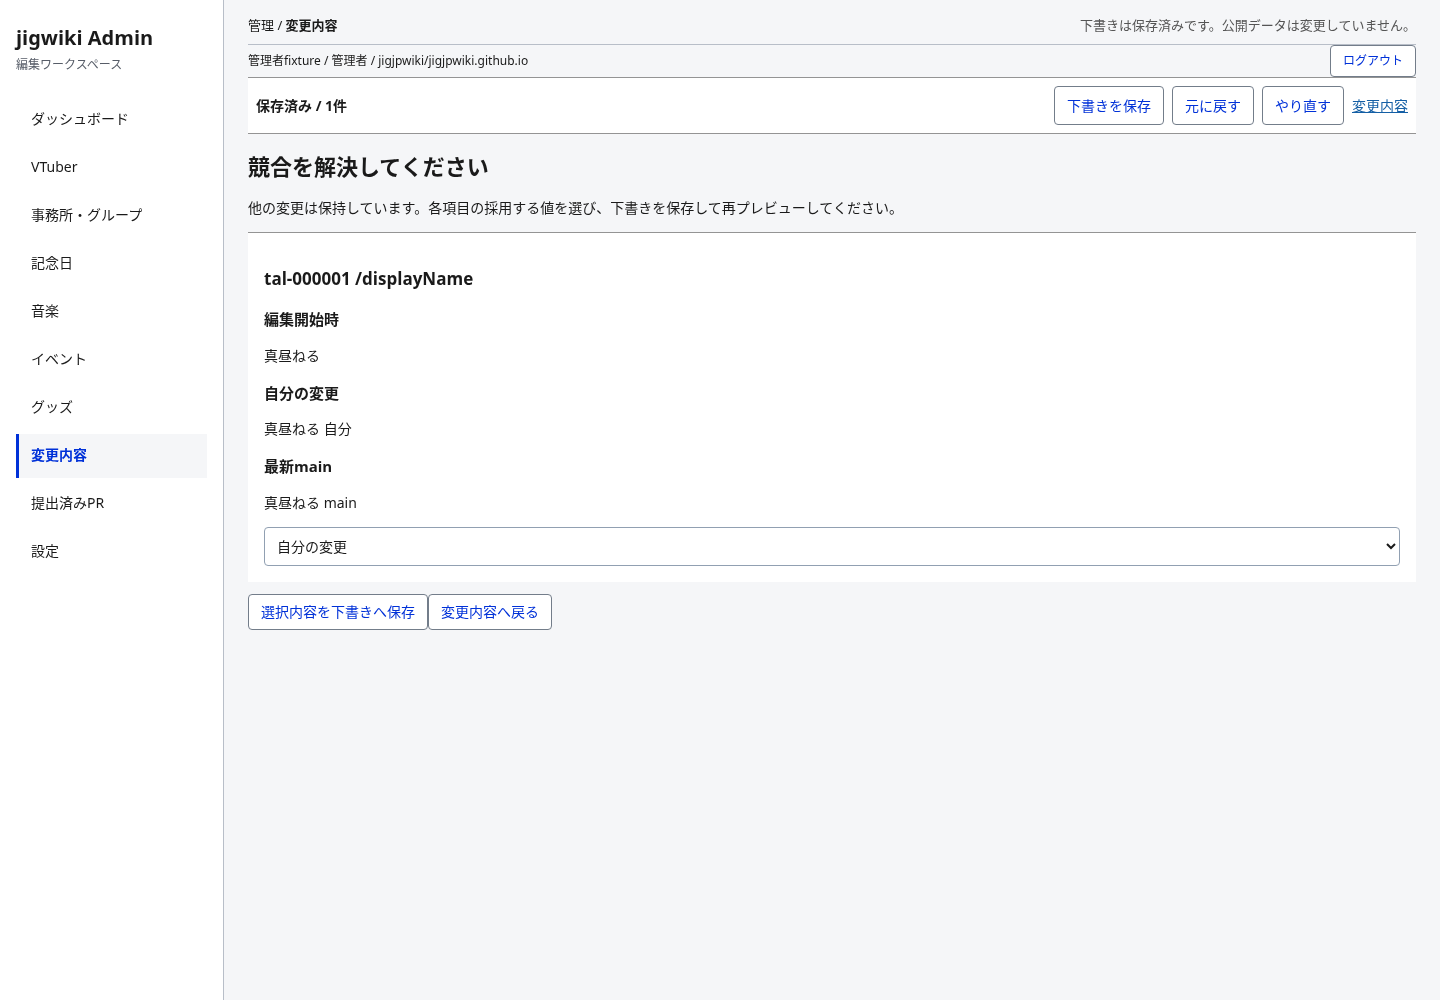 jigwiki Admin
編集ワークスペース
ダッシュボード
VTuber
事務所・グループ
記念日
音楽
イベント
グッズ
変更内容
提出済みPR
設定
管理 / 変更内容
下書きは保存済みです。公開データは変更していません。
管理者fixture / 管理者 / jigjpwiki/jigjpwiki.github.io
ログアウト
保存済み / 1件
下書きを保存
元に戻す
やり直す
変更内容
競合を解決してください
他の変更は保持しています。各項目の採用する値を選び、下書きを保存して再プレビューしてください。
tal-000001 /displayName
編集開始時
真昼ねる
自分の変更
真昼ねる 自分
最新main
真昼ねる main
自分の変更
選択内容を下書きへ保存
変更内容へ戻る